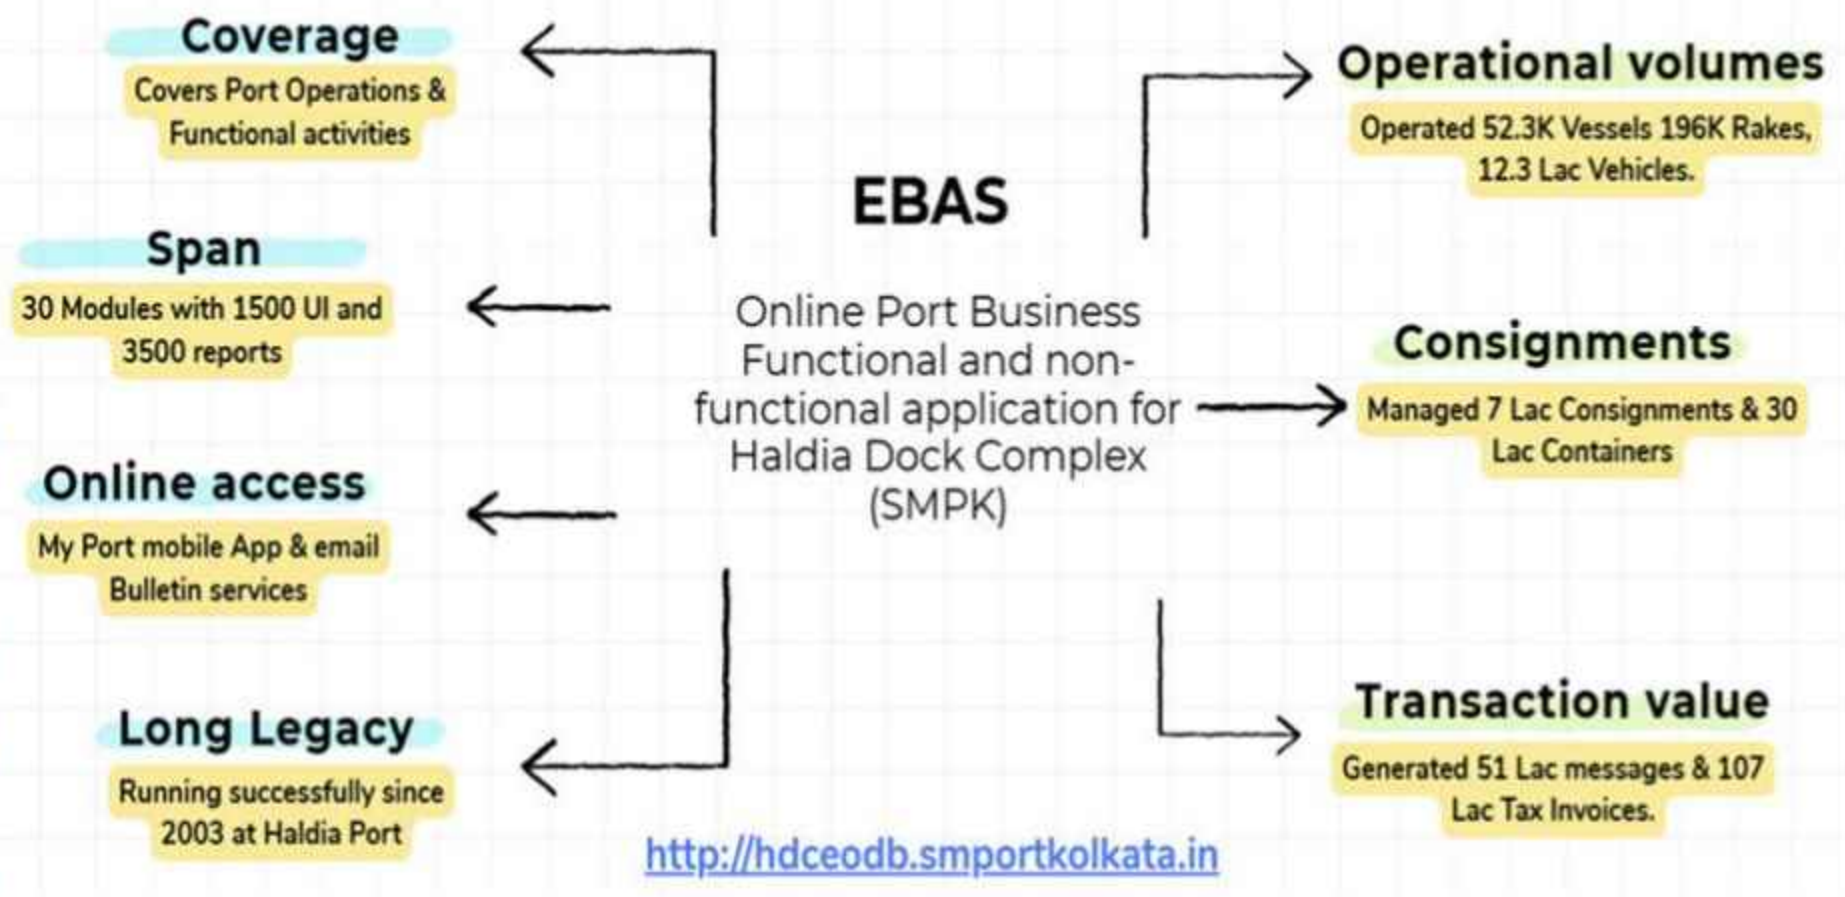 Coverage
Covers Port Operations &
Functional activities
Span
30 Modules with 1500 UI and
3500 reports
Online access
My Port mobile App & email
Bulletin services
Long Legacy
Running successfully since
2003 at Haldia Port
EBAS
Online Port Business
Functional and non-
functional application for
Haldia Dock Complex
(SMPK)
http://hdceodb.smportkolkata.in
Operational volumes
Operated 52.3K Vessels 196K Rakes,
12.3 Lac Vehicles.
Consignments
Managed 7 Lac Consignments & 30
Lac Containers
Transaction value
Generated 51 Lac messages & 107
Lac Tax Invoices.